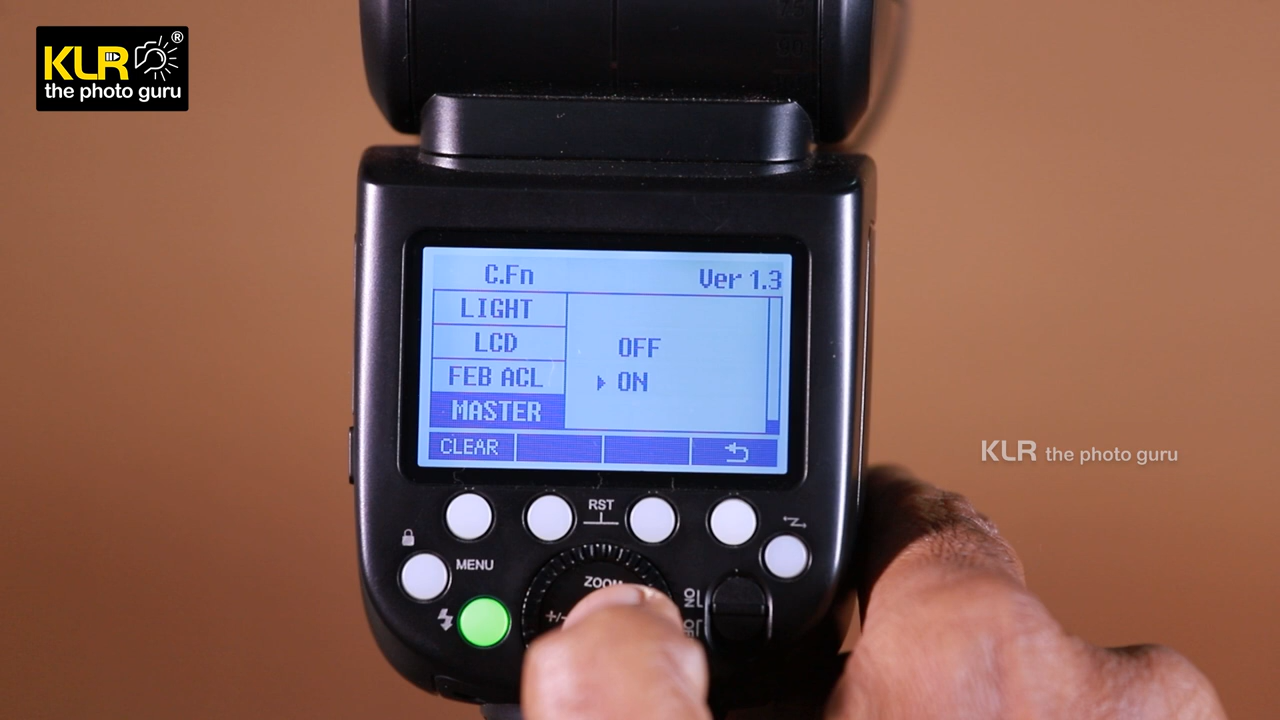 KLR ®
the photo guru
C.Fn Ver 1.3
LIGHT
LCD
FEB ACL
MASTER
OFF
ON
CLEAR
RST
MENU
ZOOM
+/-
ON
KLR the photo guru